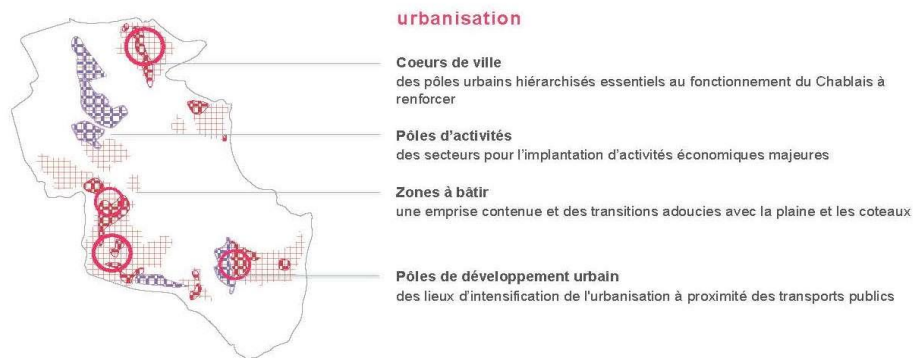 urbanisation
Coeurs de ville
des pôles urbains hiérarchisés essentiels au fonctionnement du Chablais à
renforcer
Pôles d'activités
des secteurs pour l'implantation d'activités économiques majeures
Zones à bâtir
une emprise contenue et des transitions adoucies avec la plaine et les coteaux
Pôles de développement urbain
des lieux d'intensification de l'urbanisation à proximité des transports publics